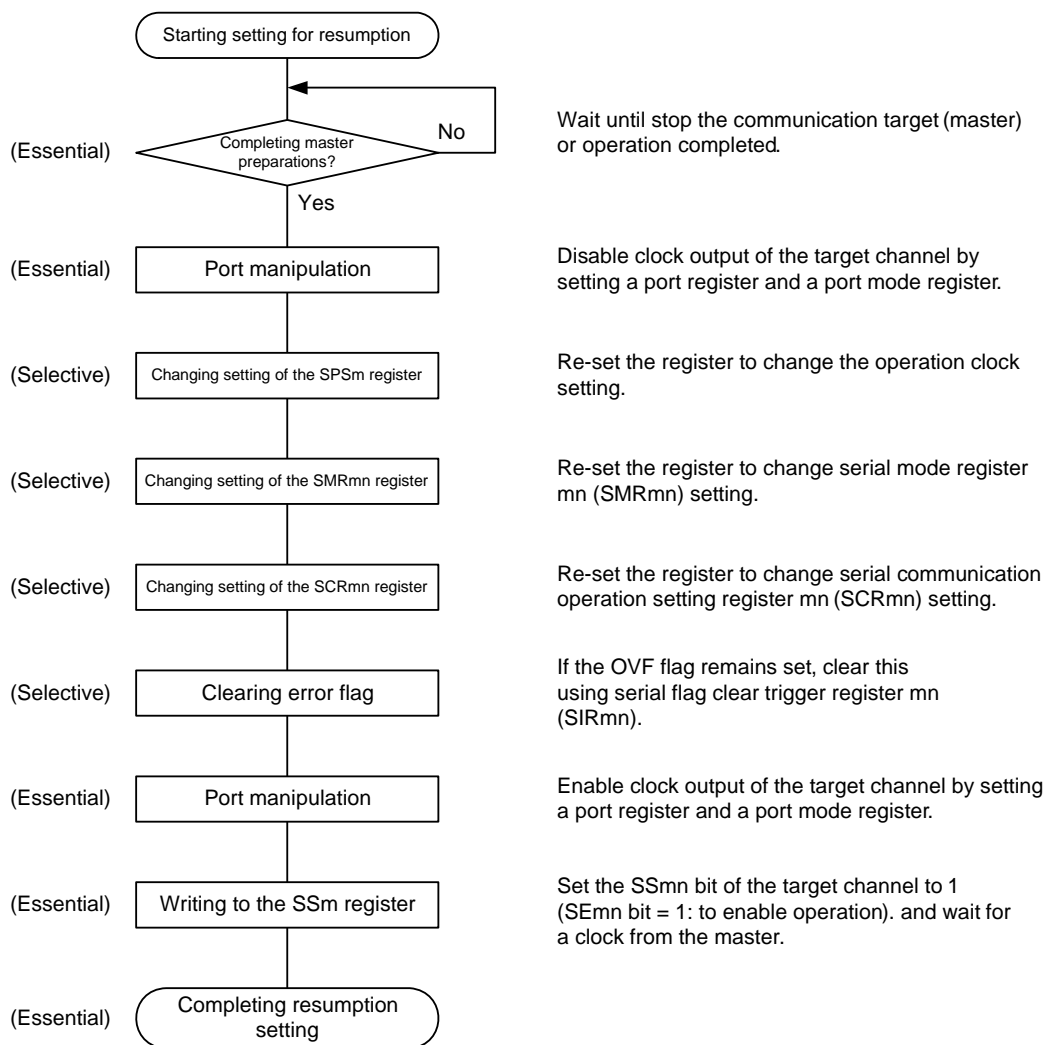 Starting setting for resumption
(Essential)
Completing master
preparations?
No
Yes
Wait until stop the communication target (master)
or operation completed.
(Essential)
Port manipulation
Disable clock output of the target channel by
setting a port register and a port mode register.
(Selective)
Changing setting of the SPSm register
Re-set the register to change the operation clock
setting.
(Selective)
Changing setting of the SMRmn register
Re-set the register to change serial mode register
mn (SMRmn) setting.
(Selective)
Changing setting of the SCRmn register
Re-set the register to change serial communication
operation setting register mn (SCRmn) setting.
(Selective)
Clearing error flag
If the OVF flag remains set, clear this
using serial flag clear trigger register mn
(SIRmn).
(Essential)
Port manipulation
Enable clock output of the target channel by setting
a port register and a port mode register.
(Essential)
Writing to the SSm register
Set the SSmn bit of the target channel to 1
(SEmn bit = 1: to enable operation). and wait for
a clock from the master.
(Essential)
Completing resumption
setting